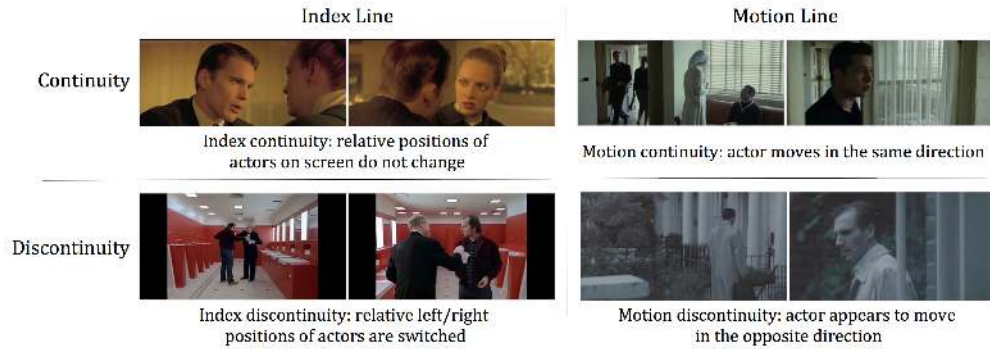 Index Line
Motion Line
Continuity
Index continuity: relative positions of
actors on screen do not change
Motion continuity: actor moves in the same direction
Discontinuity
Index discontinuity: relative left/right
positions of actors are switched
Motion discontinuity: actor appears to move
in the opposite direction